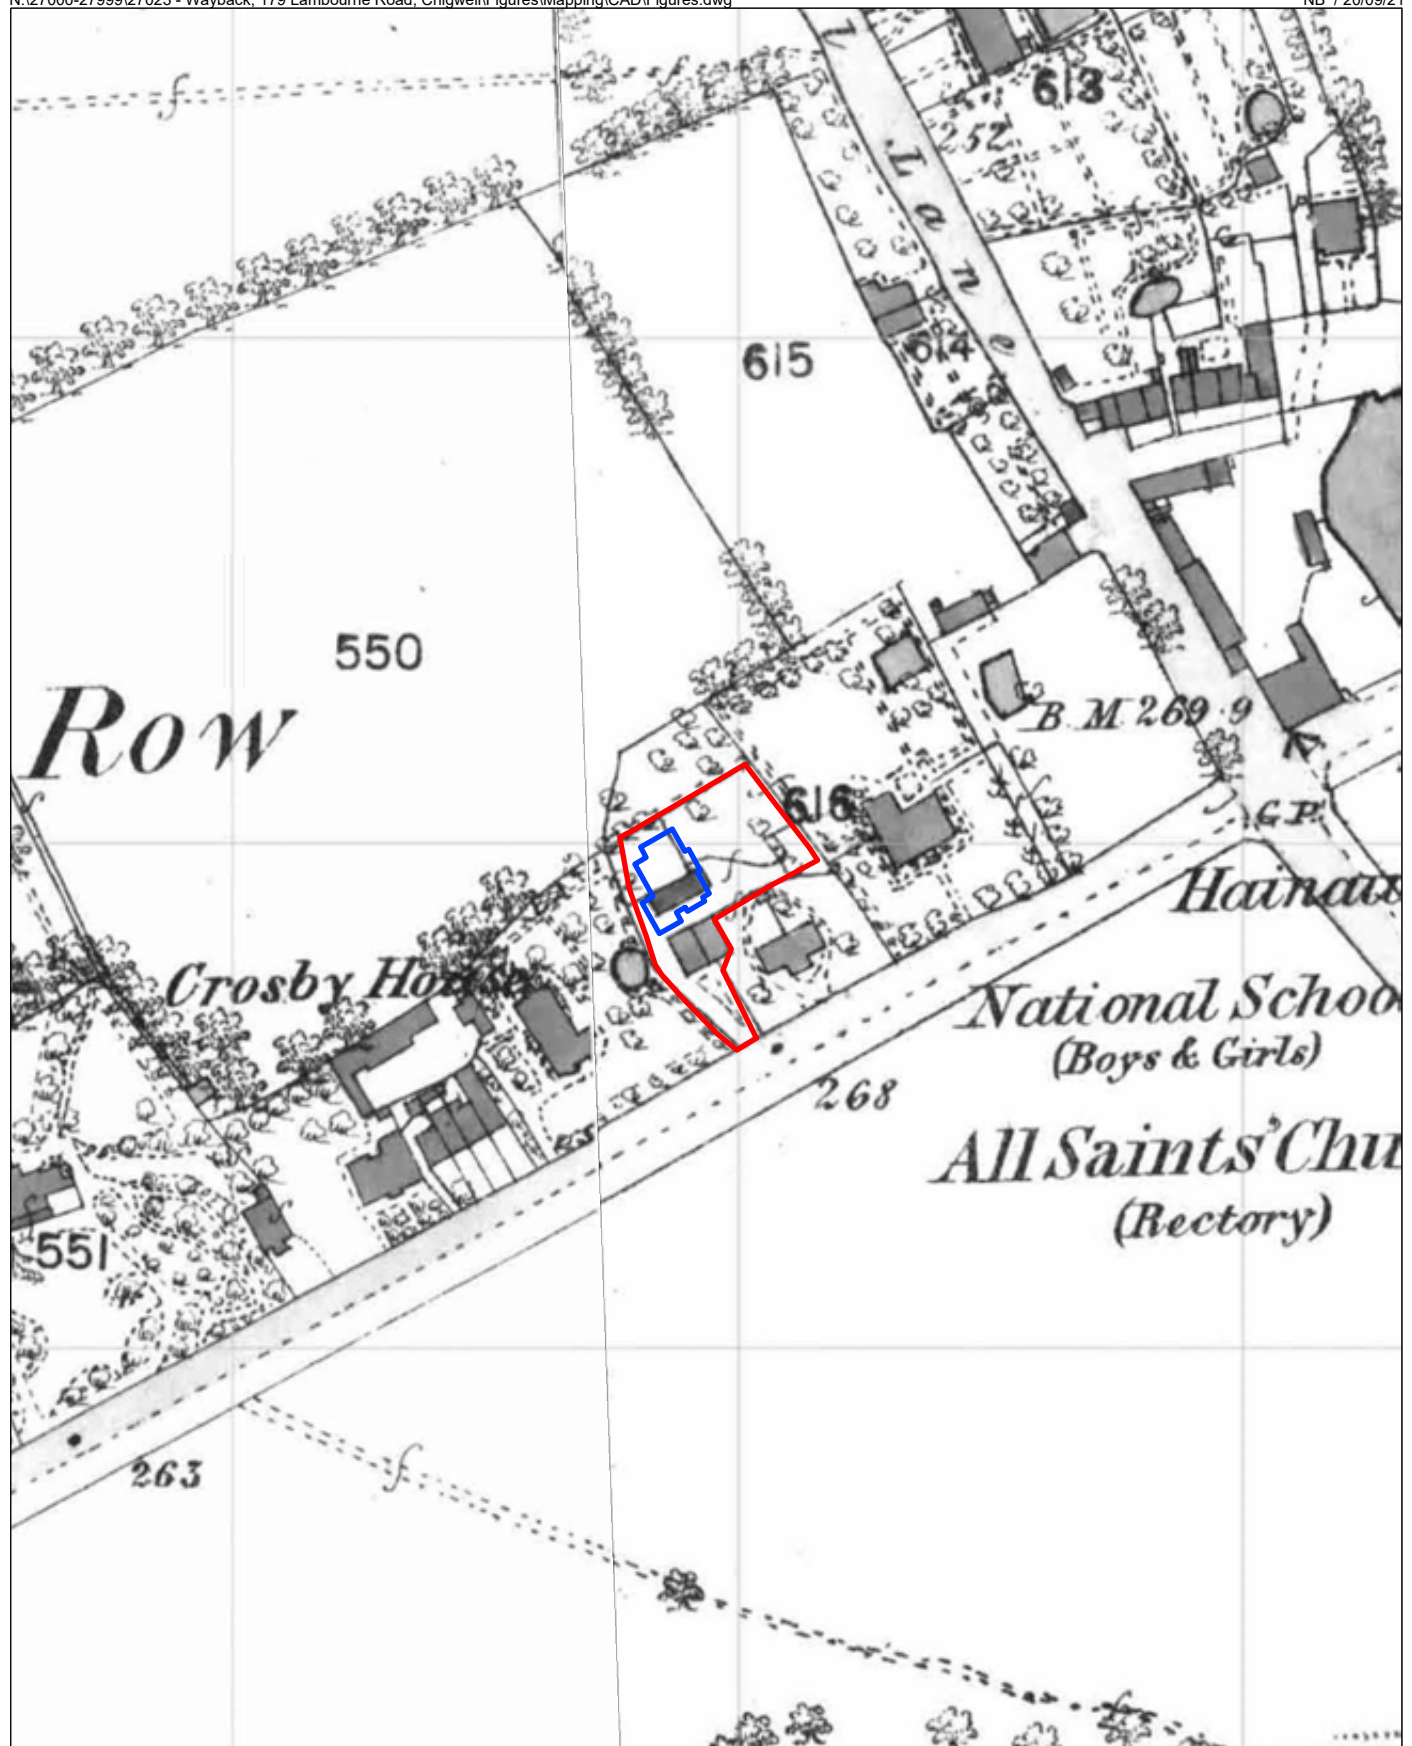 N:\27000-27999\27023 - Wayback, 179 Lambourne Road, Chigwell\Figures\Mapping\CAD\Figures.dwg
NB / 20/09/21
613
252
l Lane
615
614
550
Row
B.M 269.9
616
G.P.
Hainau
Crosby House
National Schoo
(Boys & Girls)
268
All Saints' Chu
(Rectory)
551
263